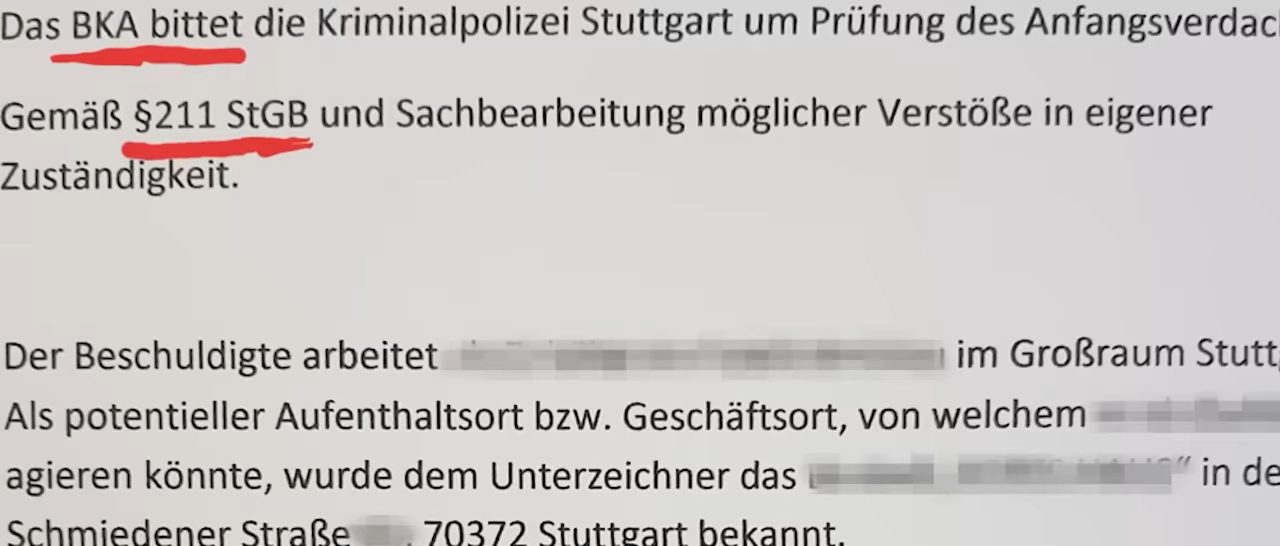 Das BKA bittet die Kriminalpolizei Stuttgart um Prüfung des Anfangsverdac
Gemäß §211 StGB und Sachbearbeitung möglicher Verstöße in eigener
Zuständigkeit.
Der Beschuldigte arbeitet im Großraum Stutt
Als potentieller Aufenthaltsort bzw. Geschäftsort, von welchem
agieren könnte, wurde dem Unterzeichner das “ in de
Schmiedener Straße 70372 Stuttgart bekannt.